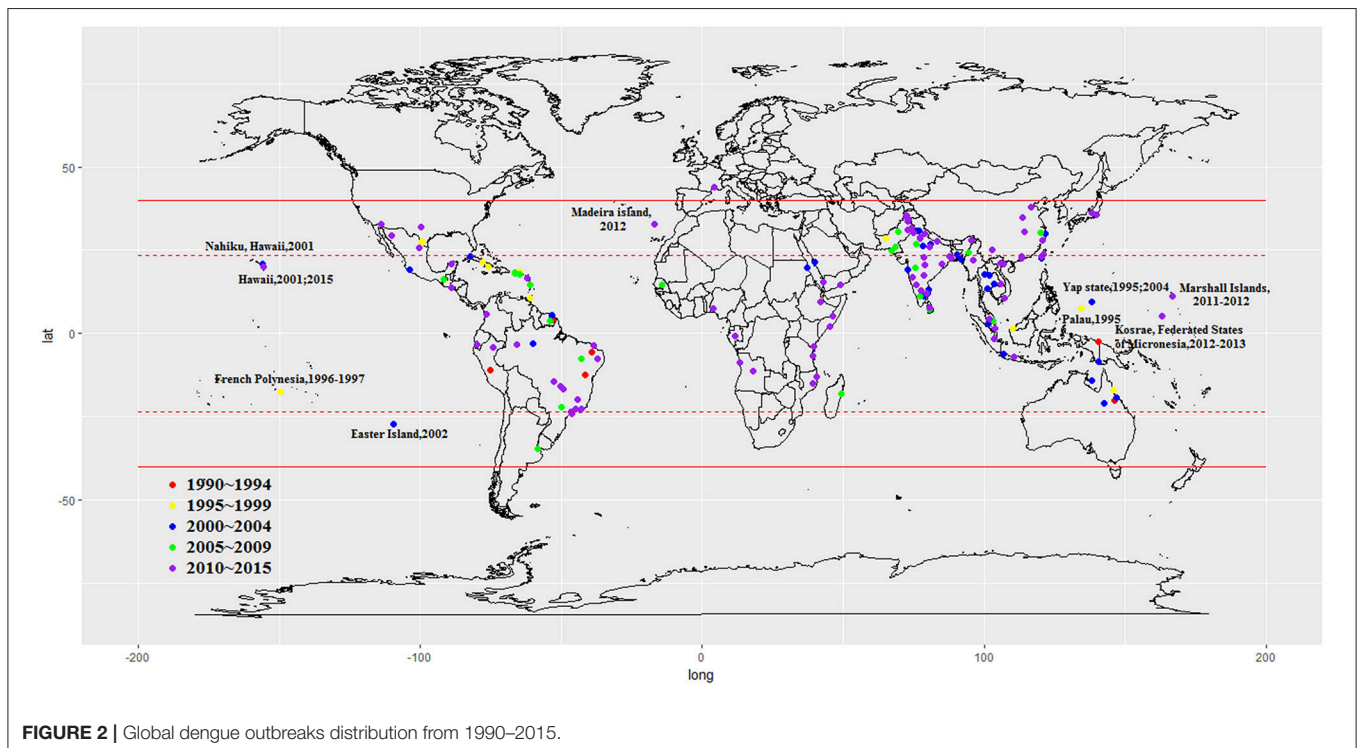 50
0
-50
lat
-200
-100
0
100
200
long
Nahiku, Hawaii,2001
Hawaii,2001;2015
French Polynesia,1996-1997
Easter Island,2002
Madeira island,
2012
Yap state,1995;2004
Palau,1995
Marshall Islands,
2011-2012
Kosrae, Federated States
of Micronesia,2012-2013
1990~1994
1995~1999
2000~2004
2005~2009
2010~2015
FIGURE 2 | Global dengue outbreaks distribution from 1990–2015.